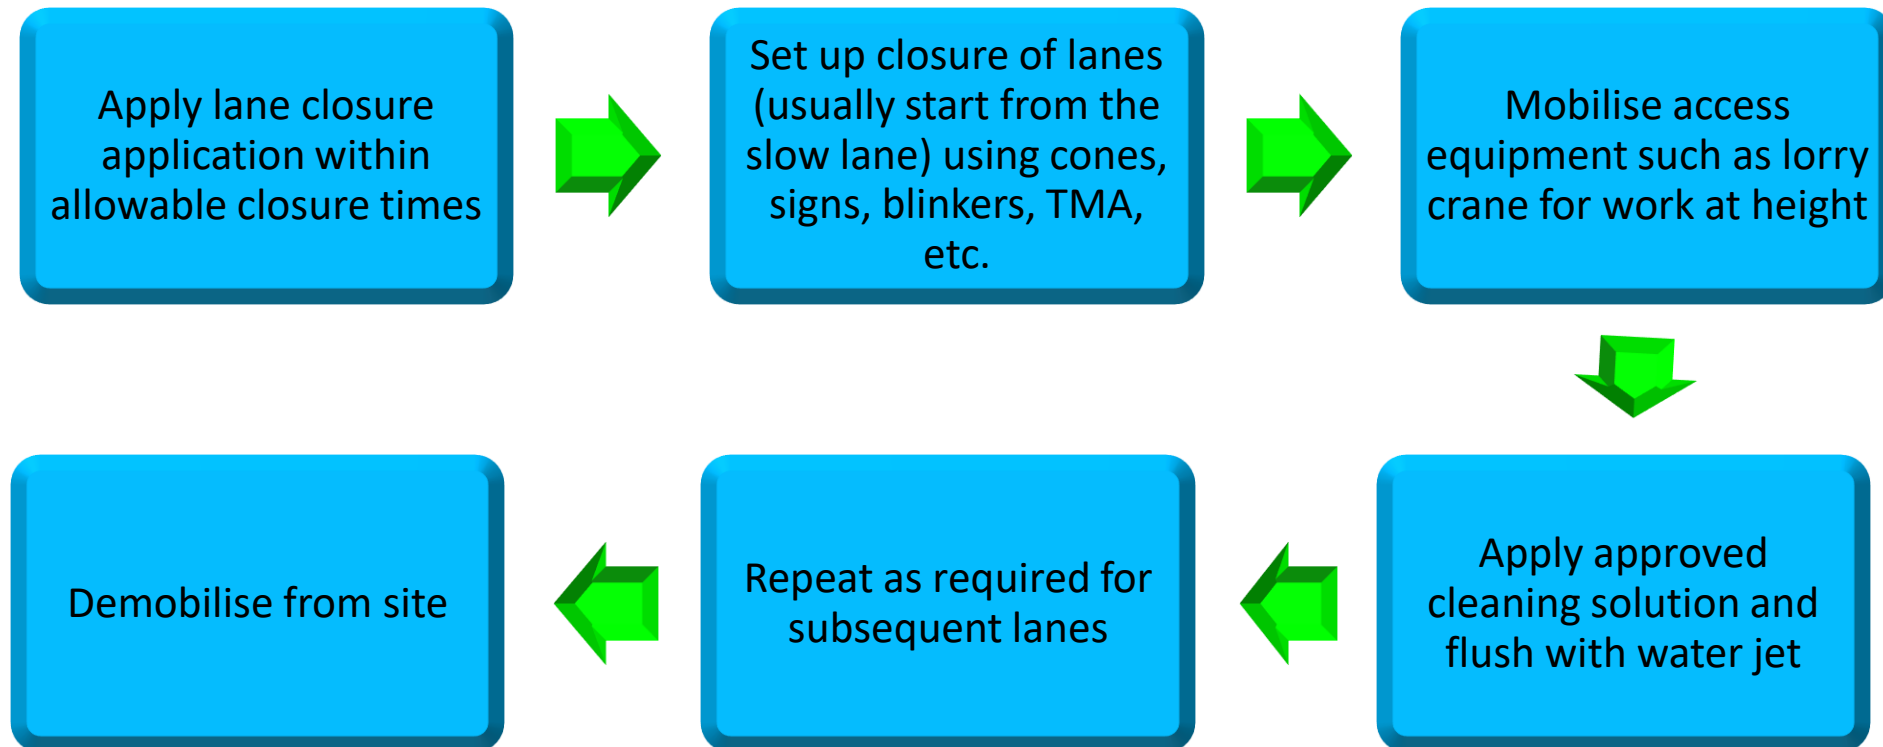 Apply lane closure
application within
allowable closure times
Set up closure of lanes
(usually start from the
slow lane) using cones,
signs, blinkers, TMA,
etc.
Mobilise access
equipment such as lorry
crane for work at height
Apply approved
cleaning solution and
flush with water jet
Repeat as required for
subsequent lanes
Demobilise from site